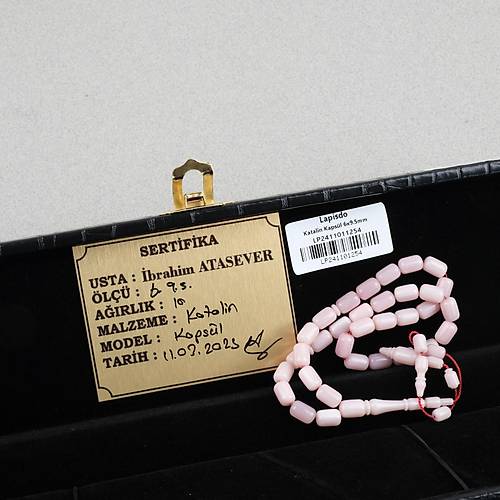 SERTİFİKA
USTA : İbrahim ATASEVER
ÖLÇÜ : 6 9.5.
AĞIRLIK : 10
MALZEME : Katalin
MODEL : Kapsül
TARİH : 11.07.2023
Lapisdo
Katalin Kapsül 6x9.5mm
LP2411011254
LP241101254